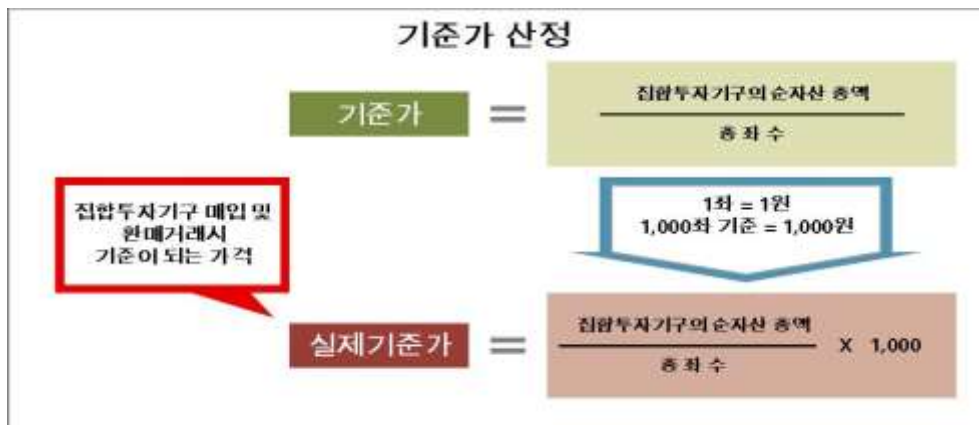 기준가 산정
기준가 =
집합투자기구의 순자산 총액
총 좌 수
집합투자기구 매입 및
환매거래시
기준이 되는 가격
1좌 = 1원
1,000좌 기준 = 1,000원
실제기준가 =
집합투자기구의 순자산 총액
총 좌 수
X 1,000